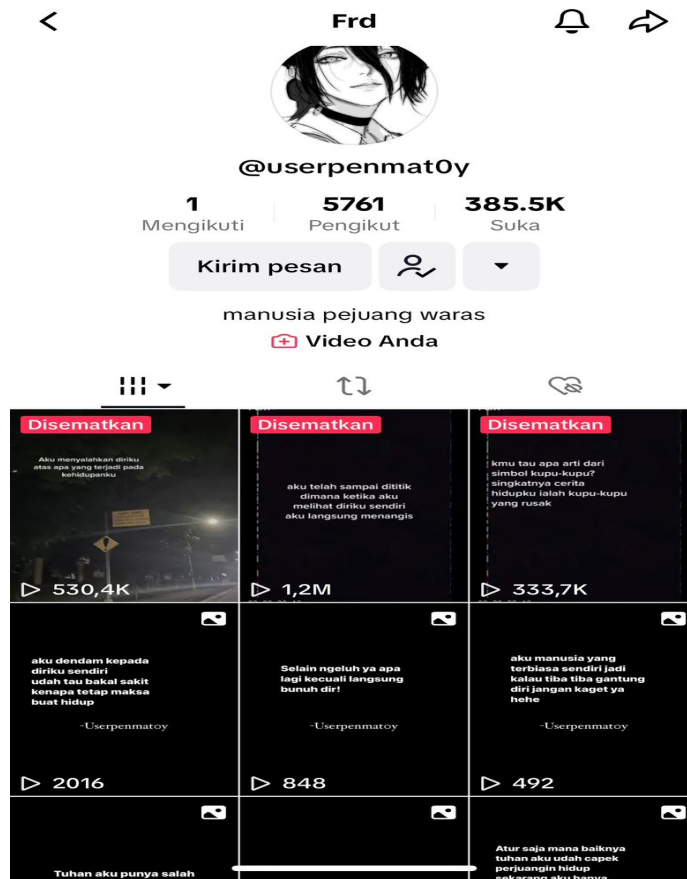 Frd
@userpenmat0y
1
5761
385.5K
Mengikuti
Pengikut
Suka
Kirim pesan
manusia pejuang waras
Video Anda
Disematkan
Aku menyalahkan diriku
atas apa yang terjadi pada
kehidupanku
530,4K
Disematkan
aku telah sampai dititik
dimana ketika aku
melihat diriku sendiri
aku langsung menangis
1,2M
Disematkan
kmu tau apa arti dari
simbol kupu-kupu?
singkatnya cerita
hidupku ialah kupu-kupu
yang rusak
333,7K
aku dendam kepada
diriku sendiri
udah tau bakal sakit
kenapa tetap maksa
buat hidup
-Userpenmatoy
2016
Selain ngeluh ya apa
lagi kecuali langsung
bunuh dir!
-Userpenmatoy
848
aku manusia yang
terbiasa sendiri jadi
kalau tiba tiba gantung
diri jangan kaget ya
hehe
-Userpenmatoy
492
Tuhan aku punya salah
Atur saja mana baiknya
tuhan aku udah capek
perjuangin hidup
sekarang aku hanya